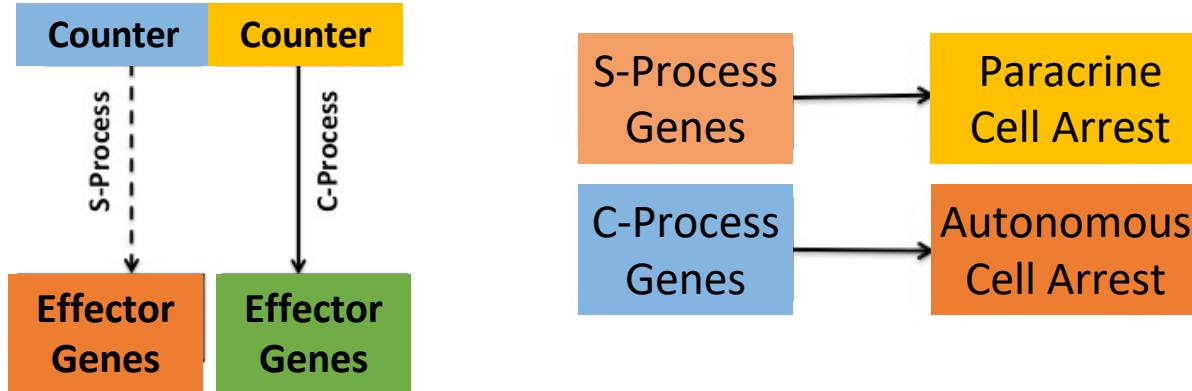 Counter
Counter
S-Process
C-Process
Effector
Genes
Effector
Genes
S-Process
Genes
Paracrine
Cell Arrest
C-Process
Genes
Autonomous
Cell Arrest